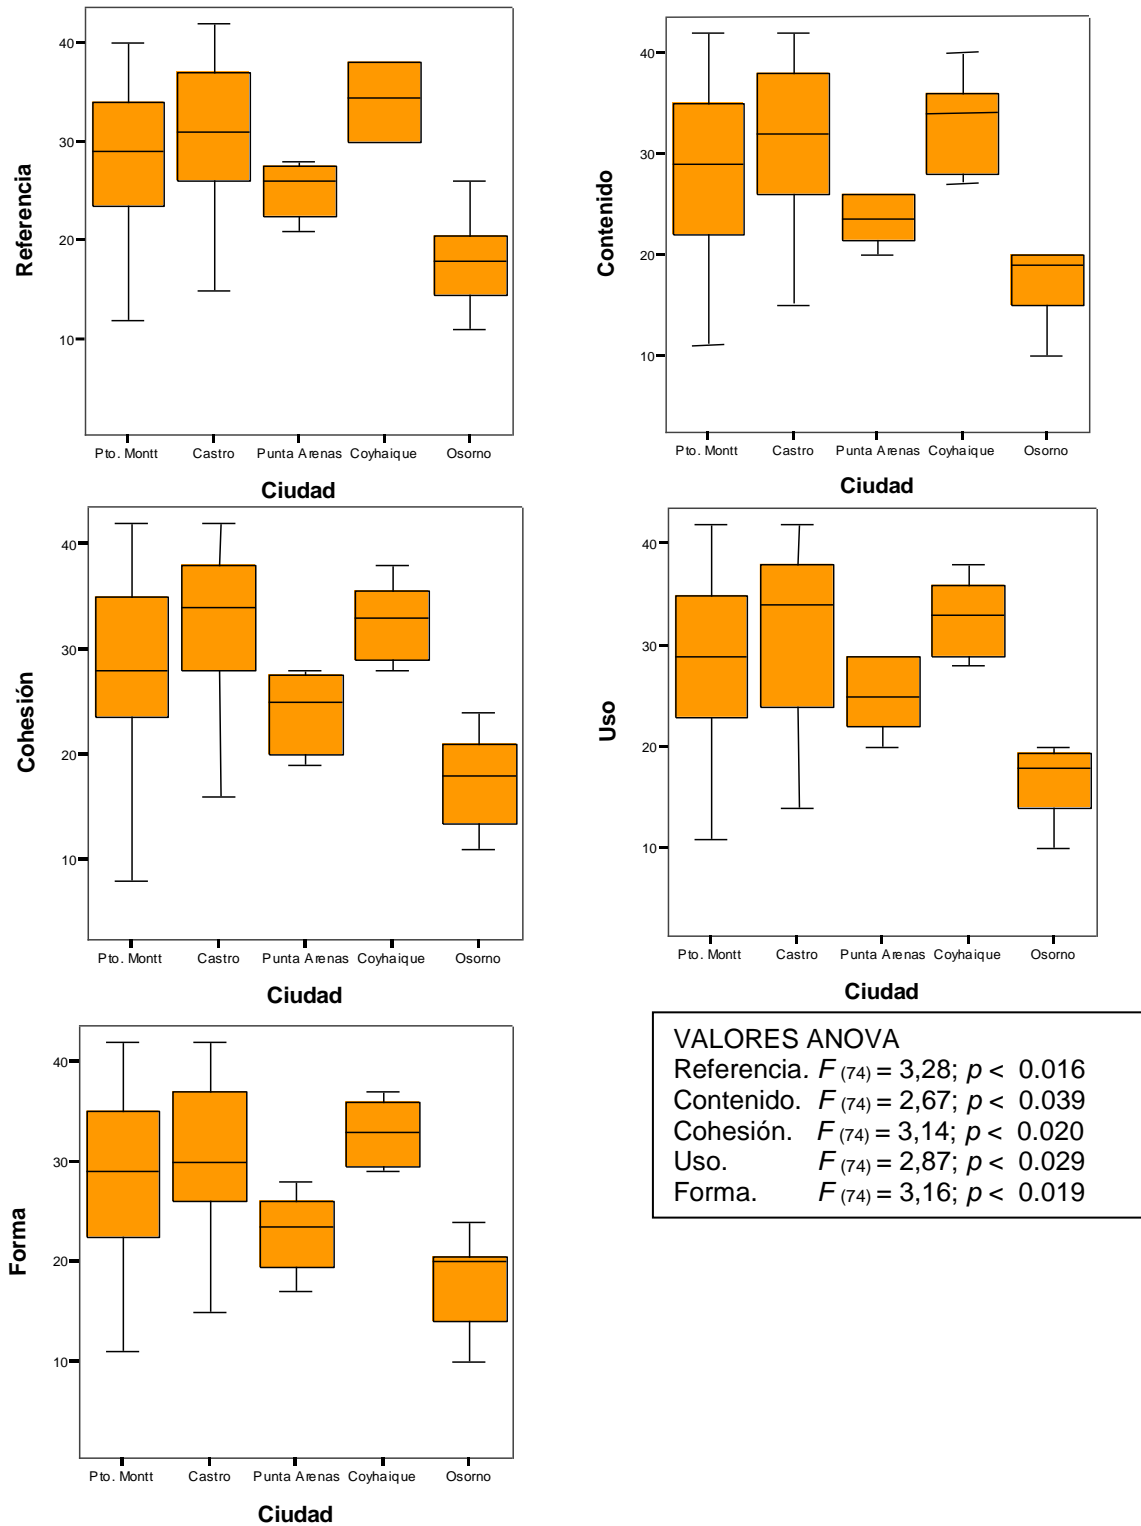 Referencia
40
30
20
10
Pto. Montt Castro Punta Arenas Coyhaique Osorno
Ciudad
Contenido
40
30
20
10
Pto. Montt Castro Punta Arenas Coyhaique Osorno
Ciudad
Cohesión
40
30
20
10
Pto. Montt Castro Punta Arenas Coyhaique Osorno
Ciudad
Uso
40
30
20
10
Pto. Montt Castro Punta Arenas Coyhaique Osorno
Ciudad
Forma
40
30
20
10
Pto. Montt Castro Punta Arenas Coyhaique Osorno
Ciudad
VALORES ANOVA
Referencia. F (74) = 3,28; p < 0.016
Contenido. F (74) = 2,67; p < 0.039
Cohesión. F (74) = 3,14; p < 0.020
Uso. F (74) = 2,87; p < 0.029
Forma. F (74) = 3,16; p < 0.019